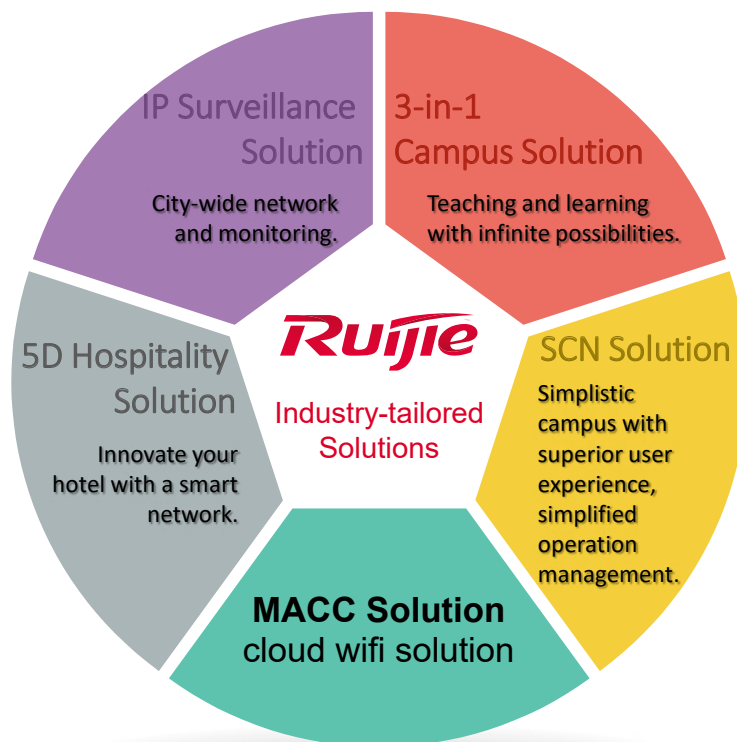 IP Surveillance
Solution
City-wide network
and monitoring.
3-in-1
Campus Solution
Teaching and learning
with infinite possibilities.
5D Hospitality
Solution
Innovate your
hotel with a smart
network.
Ruijie
Industry-tailored
Solutions
SCN Solution
Simplistic
campus with
superior user
experience,
simplified
operation
management.
MACC Solution
cloud wifi solution